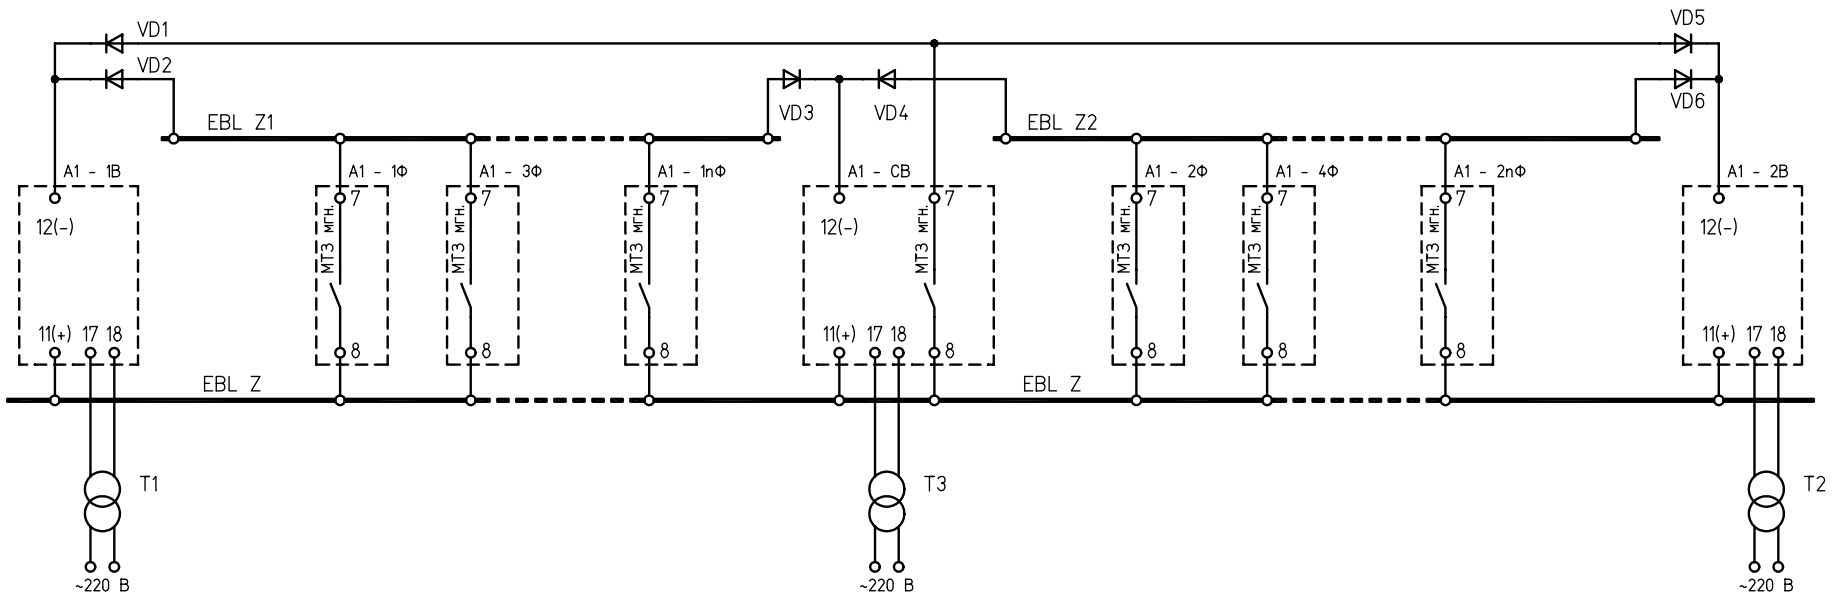 VD1
VD5
VD2
VD3
VD4
VD6
EBL Z1
EBL Z2
A1 - 1В
A1 - 1Ф
A1 - 3Ф
A1 - 1nФ
A1 - СВ
A1 - 2Ф
A1 - 4Ф
A1 - 2nФ
A1 - 2В
7
7
7
7
7
7
7
12(-)
12(-)
12(-)
МТЗ мгн.
МТЗ мгн.
МТЗ мгн.
МТЗ мгн.
МТЗ мгн.
МТЗ мгн.
МТЗ мгн.
11(+) 17 18
8
8
8
11(+) 17 18
8
8
8
8
11(+) 17 18
EBL Z
EBL Z
T1
T3
T2
~220 В
~220 В
~220 В